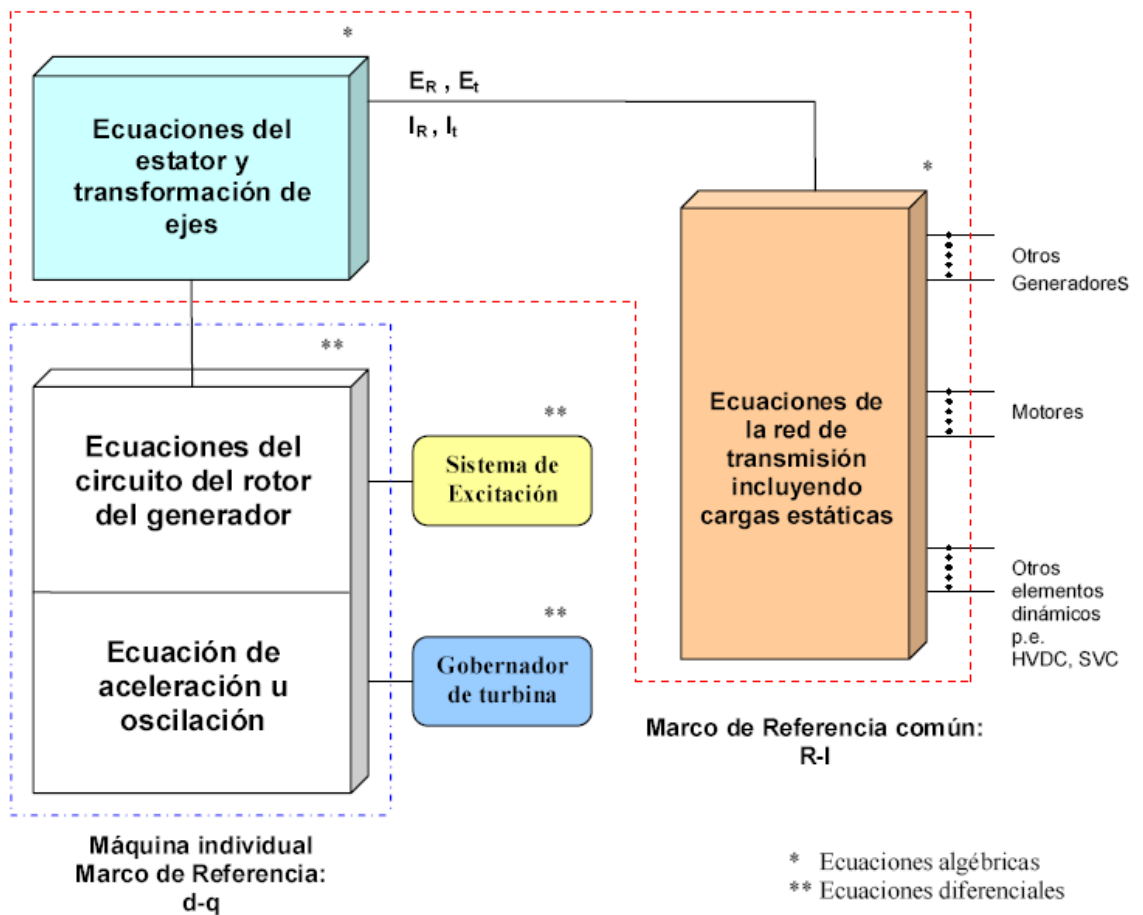 *
Ecuaciones del
estator y
transformación de
ejes
E_R , E_t
I_R , I_t
*
Ecuaciones de
la red de
transmisión
incluyendo
cargas estáticas
Otros
GeneradoreS
Motores
Otros
elementos
dinámicos
p.e.
HVDC, SVC
Marco de Referencia común:
R-I
**
Ecuaciones del
circuito del rotor
del generador
Ecuación de
aceleración u
oscilación
**
Sistema de
Excitación
**
Gobernador
de turbina
Máquina individual
Marco de Referencia:
d-q
* Ecuaciones algébricas
** Ecuaciones diferenciales